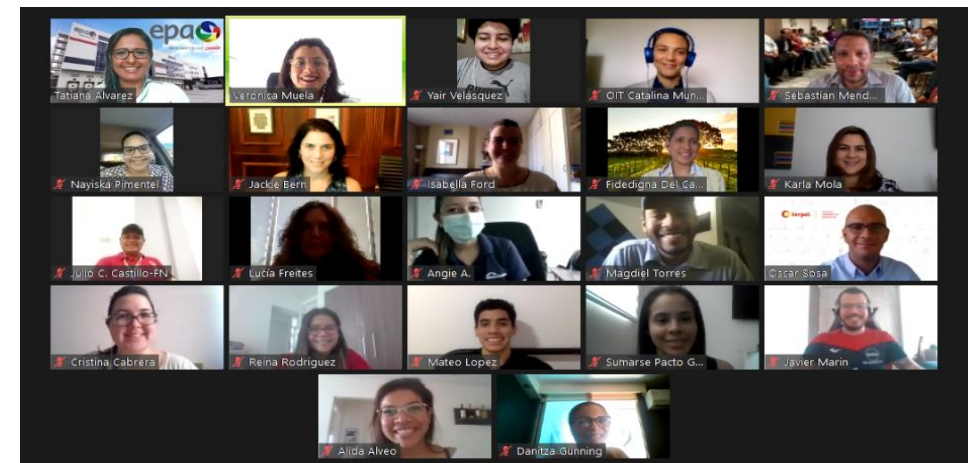 epa
Tatiana Alvarez
Veronica Muela
Yair Velásquez
OIT Catalina Mun...
Sebastian Mend...
Nayiska Pimentel
Jackie Bern
Isabella Ford
Fidedigna Del Ca...
Karla Mola
Julio C. Castillo-FN
Lucía Freites
Angie A.
Magdiel Torres
terpel
Oscar Sosa
Cristina Cabrera
Reina Rodriguez
Mateo Lopez
Sumarse Pacto G...
Javier Marin
Alida Alveo
Danitza Gunning